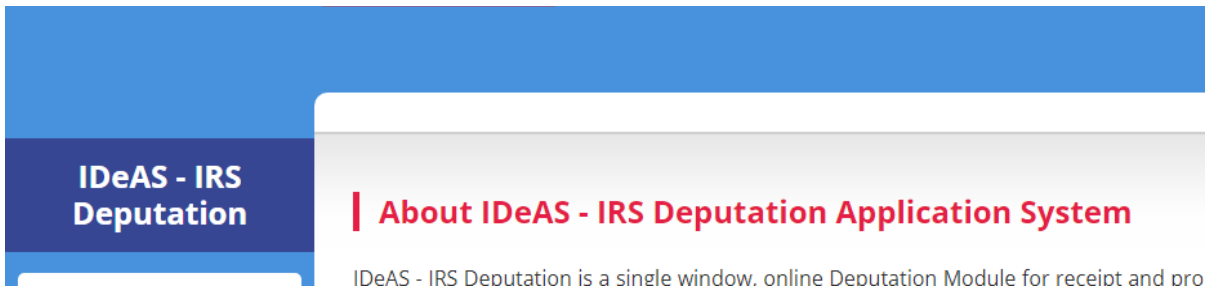 IDeAS - IRS
Deputation
About IDeAS - IRS Deputation Application System
IDeAS - IRS Deputation is a single window, online Deputation Module for receipt and pro